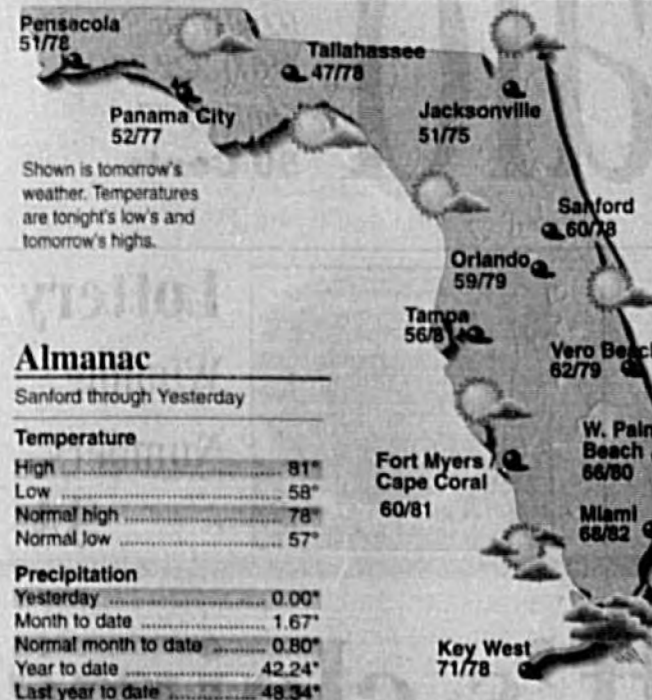 Pensacola
51/78
Tallahassee
47/78
Panama City
52/77
Jacksonville
51/75
Shown is tomorrow's
weather. Temperatures
are tonight's low's and
tomorrow's highs.
Sanford
60/78
Orlando
59/79
Tampa
Vero Beach
62/79
Fort Myers /
Cape Coral
60/81
W. Palm
Beach
66/80
Miami
68/82
Key West
71/78
Almanac
Sanford through Yesterday
Temperature
High 81°
Low 58°
Normal high 78°
Normal low 57°
Precipitation
Yesterday 0.00"
Month to date 1.67"
Normal month to date 0.80"
Year to date 42.24"
Last year to date 48.34"